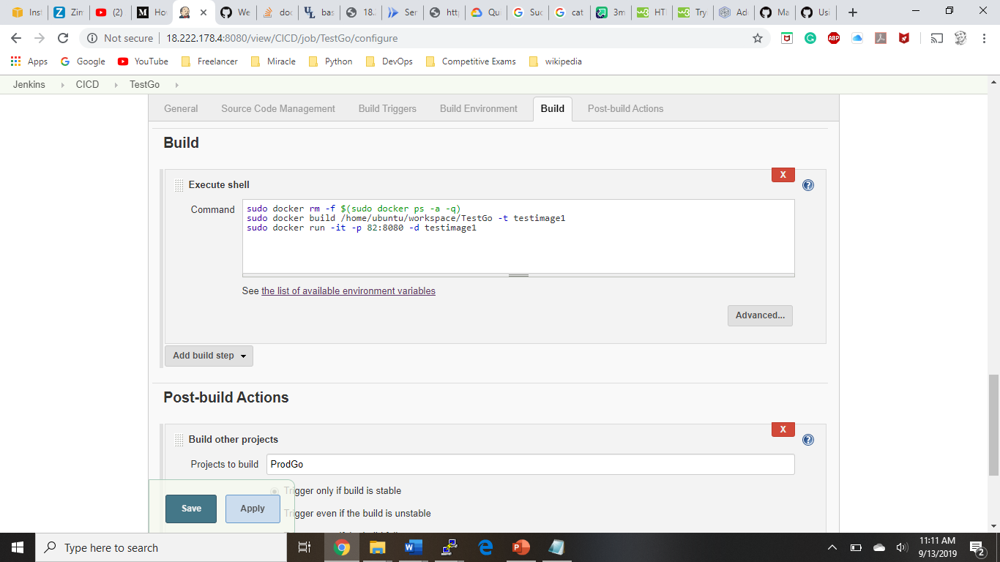 Inst
Zim
(2)
Ho
We
doc
bas
18.
Ser
http
Qu
Suc
cat
3m
HT
Try
Ad
Ma
Usi
Not secure
18.222.178.4:8080/view/CICD/job/TestGo/configure
ABP
Apps Google YouTube Freelancer Miracle Python DevOps Competitive Exams wikipedia
Jenkins CICD TestGo
General Source Code Management Build Triggers Build Environment Build Post-build Actions
Build
X
Execute shell
Command
sudo docker rm -f $(sudo docker ps -a -q)
sudo docker build /home/ubuntu/workspace/TestGo -t testimage1
sudo docker run -it -p 82:8080 -d testimage1
See the list of available environment variables
Advanced...
Add build step
Post-build Actions
X
Build other projects
Projects to build ProdGo
Trigger only if build is stable
Trigger even if the build is unstable
Save Apply
Type here to search
11:11 AM
9/13/2019
2